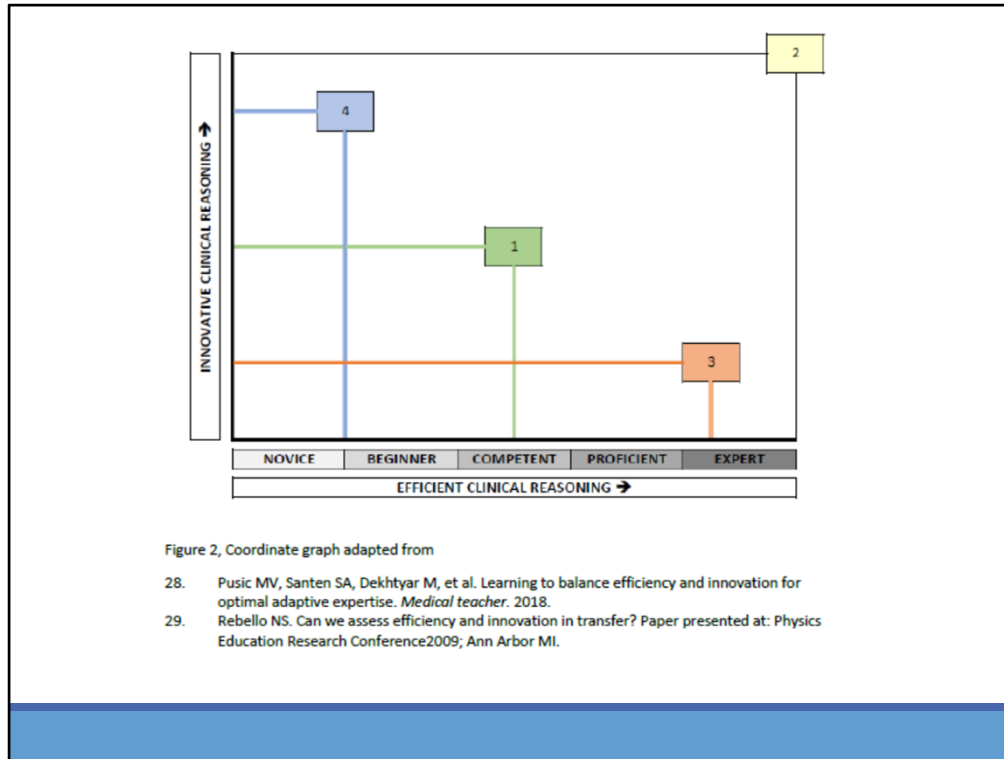 2
4
INNOVATIVE CLINICAL REASONING →
1
3
NOVICE
BEGINNER
COMPETENT
PROFICIENT
EXPERT
EFFICIENT CLINICAL REASONING →
Figure 2, Coordinate graph adapted from
28. Pusic MV, Santen SA, Dekhtyar M, et al. Learning to balance efficiency and innovation for
optimal adaptive expertise. Medical teacher. 2018.
29. Rebello NS. Can we assess efficiency and innovation in transfer? Paper presented at: Physics
Education Research Conference2009; Ann Arbor MI.